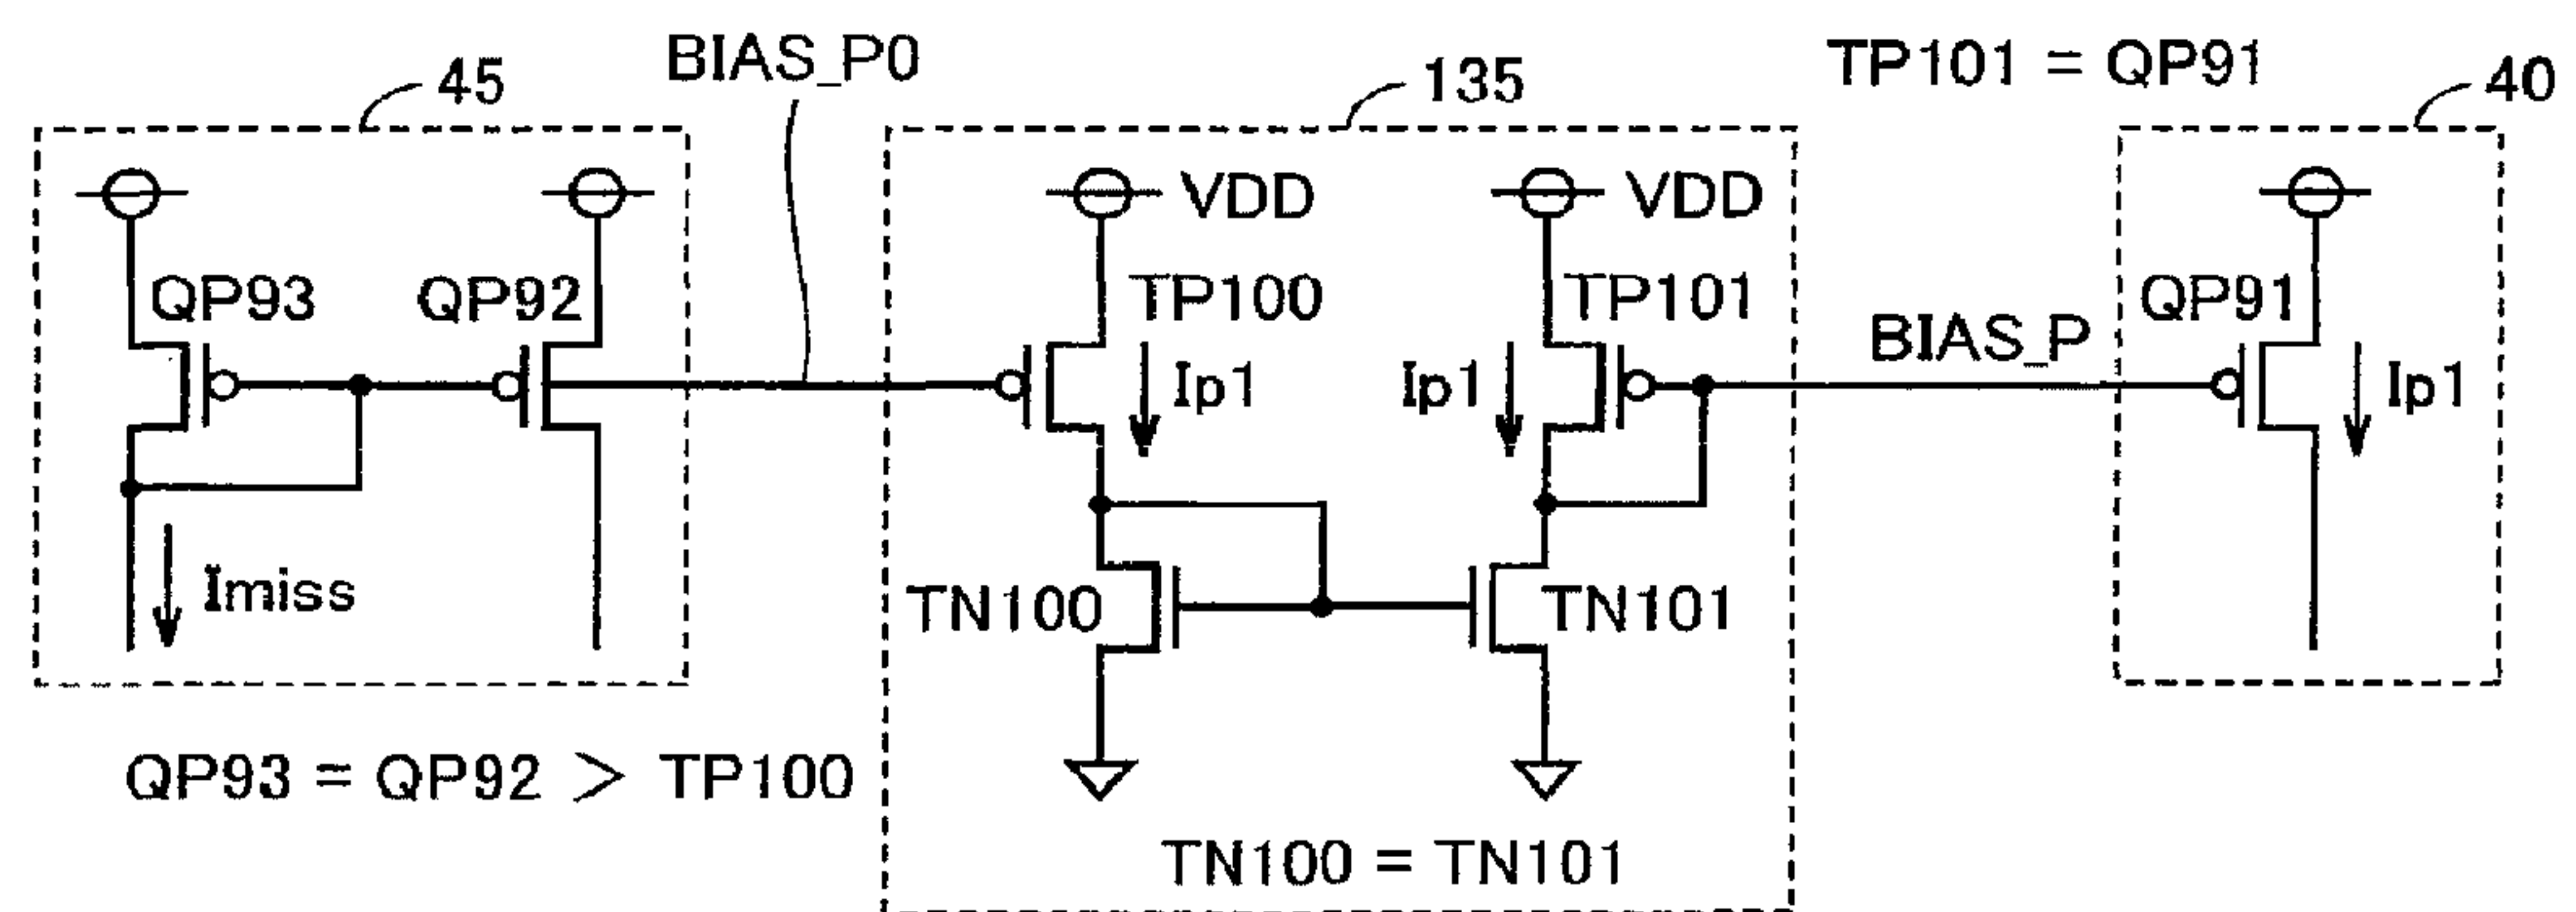 45
BIAS_P0
135
TP101 = QP91
40
VDD
VDD
QP93
QP92
TP100
TP101
BIAS_P
QP91
Ip1
Ip1
Ip1
Imiss
TN100
TN101
QP93 = QP92 > TP100
TN100 = TN101